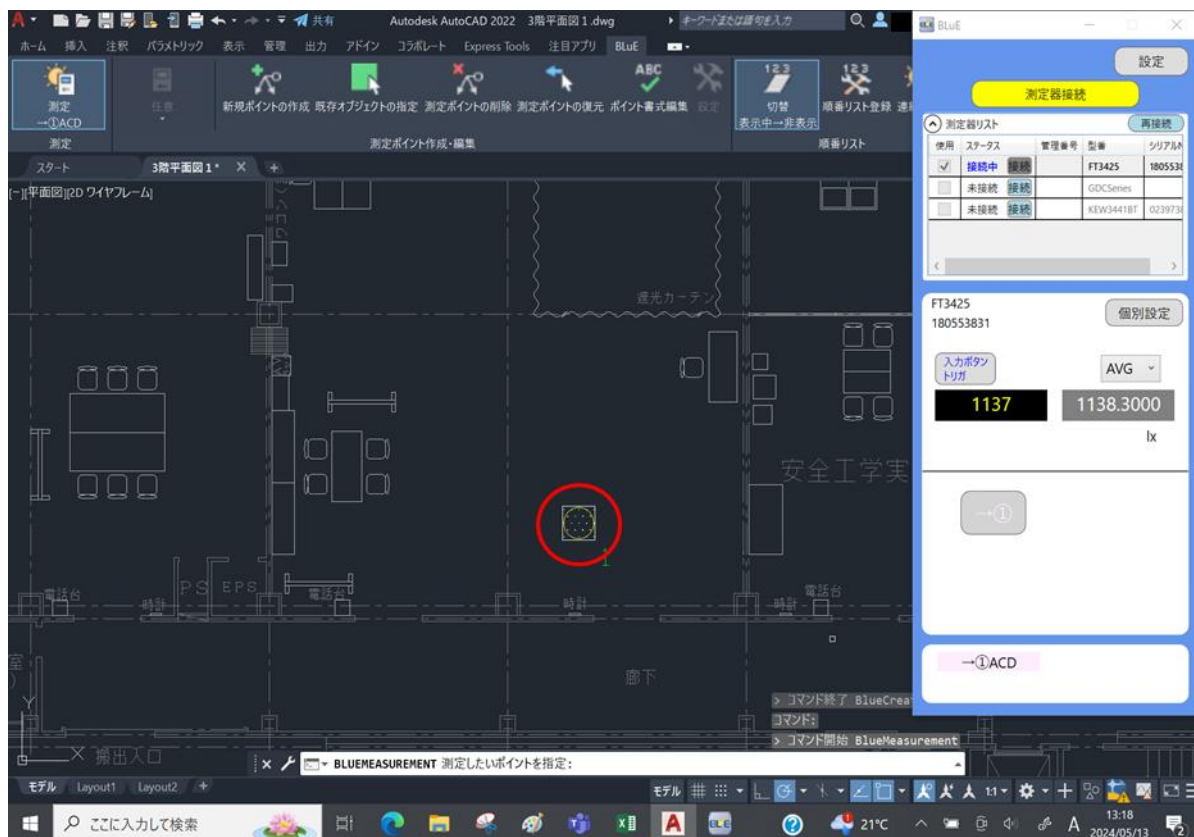 共有 Autodesk AutoCAD 2022 3階平面図1.dwg キーワードまたは語句を入力
ホーム 挿入 注釈 パラメトリック 表示 管理 出力 アドイン コラボレート Express Tools 注目アプリ BLuE
測定
→①ACD
測定
任意
新規ポイントの作成 既存オブジェクトの指定 測定ポイントの削除 測定ポイントの復元 ポイント書式編集 設定
測定ポイント作成・編集
ABC
123
切替
表示中→非表示
123
順番リスト登録
順番リスト
スタート 3階平面図1* X +
[-][平面図][2D ワイヤフレーム]
遮光カーテン
安全工学実
1
PS EPS
電話台 時計 電話台 時計 時計 電話台
室
廊下
Y
X 搬出入口
> コマンド終了 BlueCrea
コマンド:
> コマンド開始 BlueMeasurement
BLUEMEASUREMENT 測定したいポイントを指定:
モデル Layout1 Layout2 +
モデル 1:1
BLuE
設定
測定器接続
測定器リスト 再接続
使用 ステータス 管理番号 型番 シリアルN
接続中 接続 FT3425 1805538
未接続 接続 GDCSeries
未接続 接続 KEW3441BT 0239738
FT3425
180553831
個別設定
入力ボタン
トリガ
AVG
1137 1138.3000
lx
→①
→①ACD
ここに入力して検索 21℃ A 13:18
2024/05/13